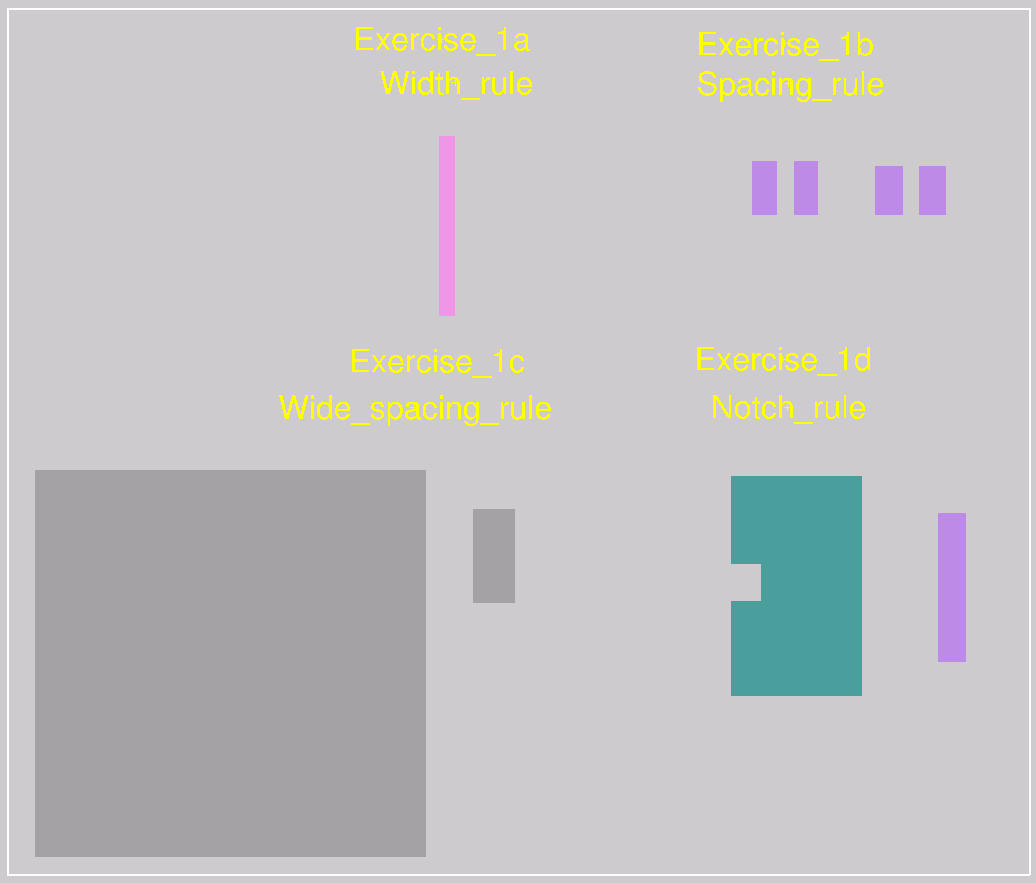 Exercise_1a
Width_rule
Exercise_1b
Spacing_rule
Exercise_1c
Wide_spacing_rule
Exercise_1d
Notch_rule